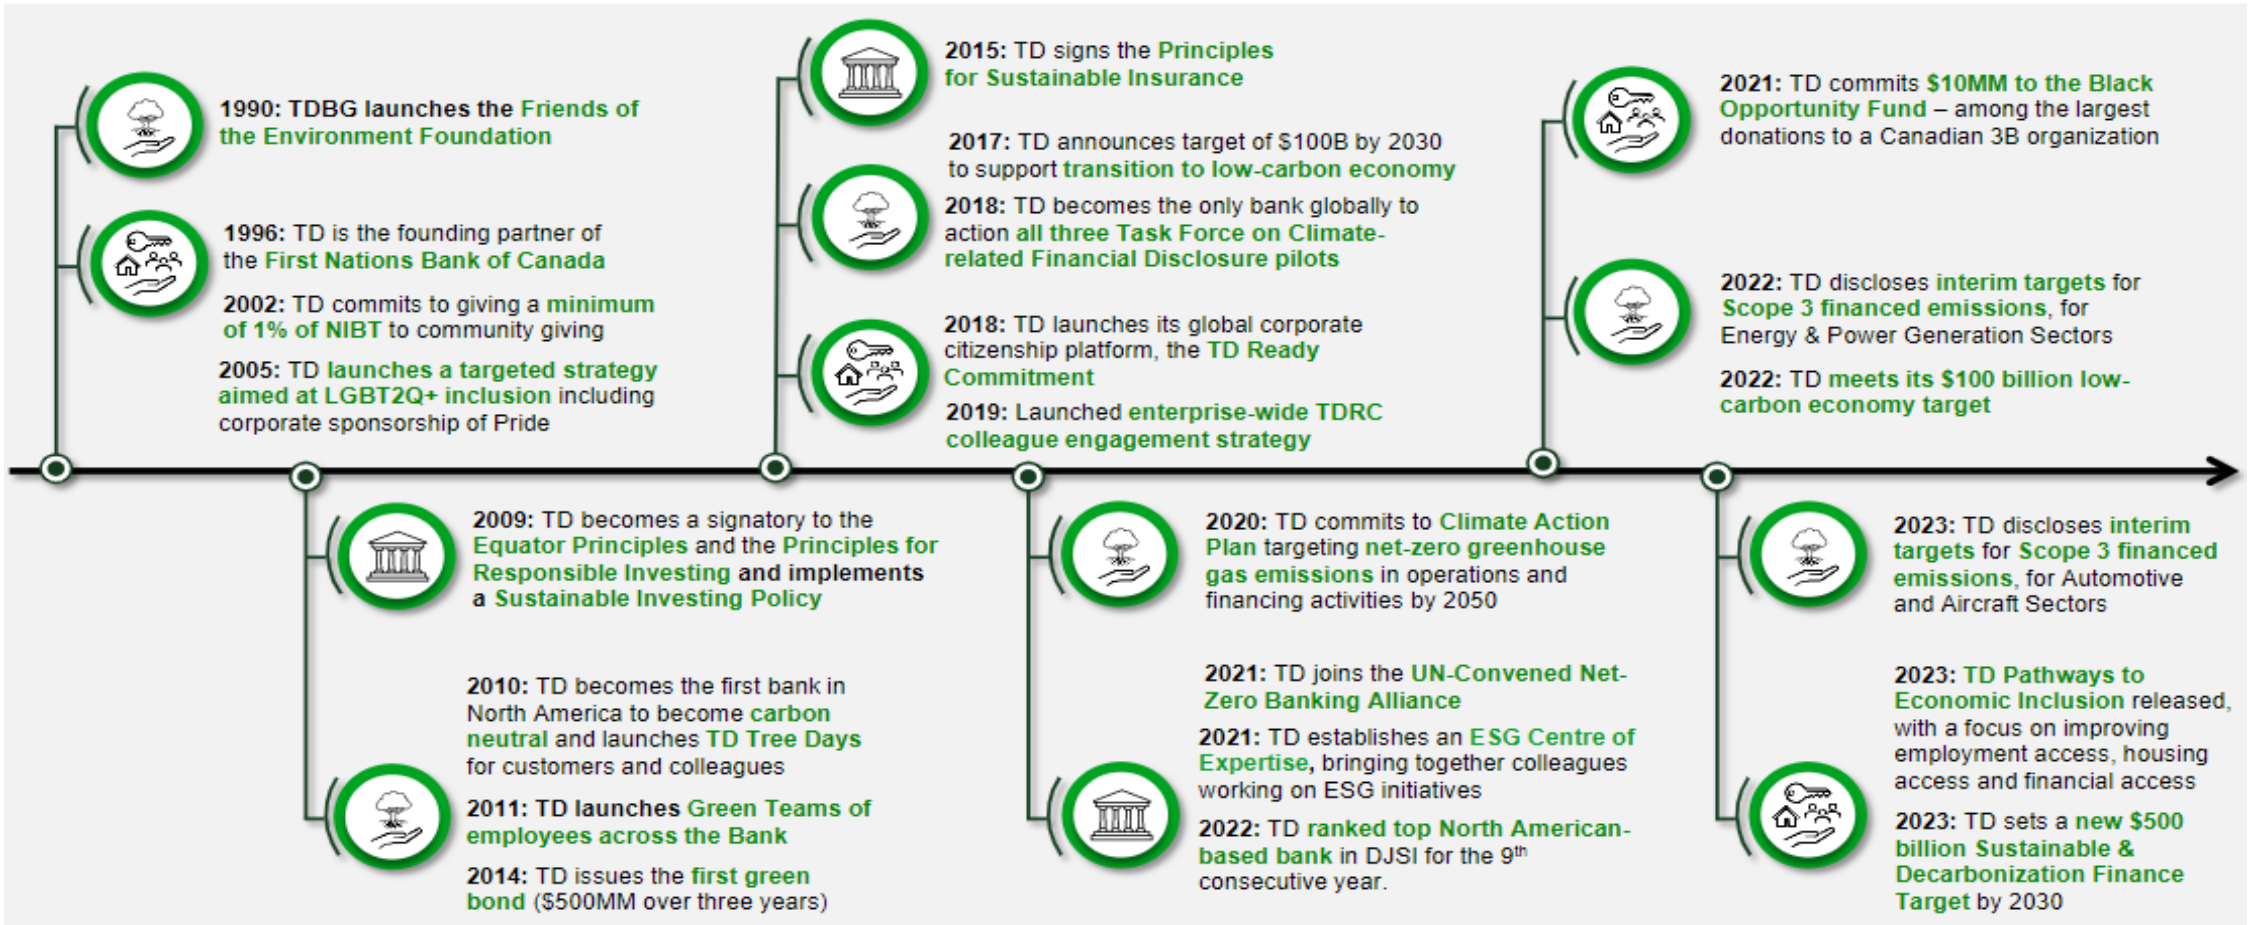 1990: TDBG launches the Friends of
the Environment Foundation
1996: TD is the founding partner of
the First Nations Bank of Canada
2002: TD commits to giving a minimum
of 1% of NIBT to community giving
2005: TD launches a targeted strategy
aimed at LGBT2Q+ inclusion including
corporate sponsorship of Pride
2009: TD becomes a signatory to the
Equator Principles and the Principles for
Responsible Investing and implements
a Sustainable Investing Policy
2010: TD becomes the first bank in
North America to become carbon
neutral and launches TD Tree Days
for customers and colleagues
2011: TD launches Green Teams of
employees across the Bank
2014: TD issues the first green
bond ($500MM over three years)
2015: TD signs the Principles
for Sustainable Insurance
2017: TD announces target of $100B by 2030
to support transition to low-carbon economy
2018: TD becomes the only bank globally to
action all three Task Force on Climate-
related Financial Disclosure pilots
2018: TD launches its global corporate
citizenship platform, the TD Ready
Commitment
2019: Launched enterprise-wide TDRC
colleague engagement strategy
2020: TD commits to Climate Action
Plan targeting net-zero greenhouse
gas emissions in operations and
financing activities by 2050
2021: TD joins the UN-Convened Net-
Zero Banking Alliance
2021: TD establishes an ESG Centre of
Expertise, bringing together colleagues
working on ESG initiatives
2022: TD ranked top North American-
based bank in DJSI for the 9th
consecutive year.
2021: TD commits $10MM to the Black
Opportunity Fund – among the largest
donations to a Canadian 3B organization
2022: TD discloses interim targets for
Scope 3 financed emissions, for
Energy & Power Generation Sectors
2022: TD meets its $100 billion low-
carbon economy target
2023: TD discloses interim
targets for Scope 3 financed
emissions, for Automotive
and Aircraft Sectors
2023: TD Pathways to
Economic Inclusion released,
with a focus on improving
employment access, housing
access and financial access
2023: TD sets a new $500
billion Sustainable &
Decarbonization Finance
Target by 2030